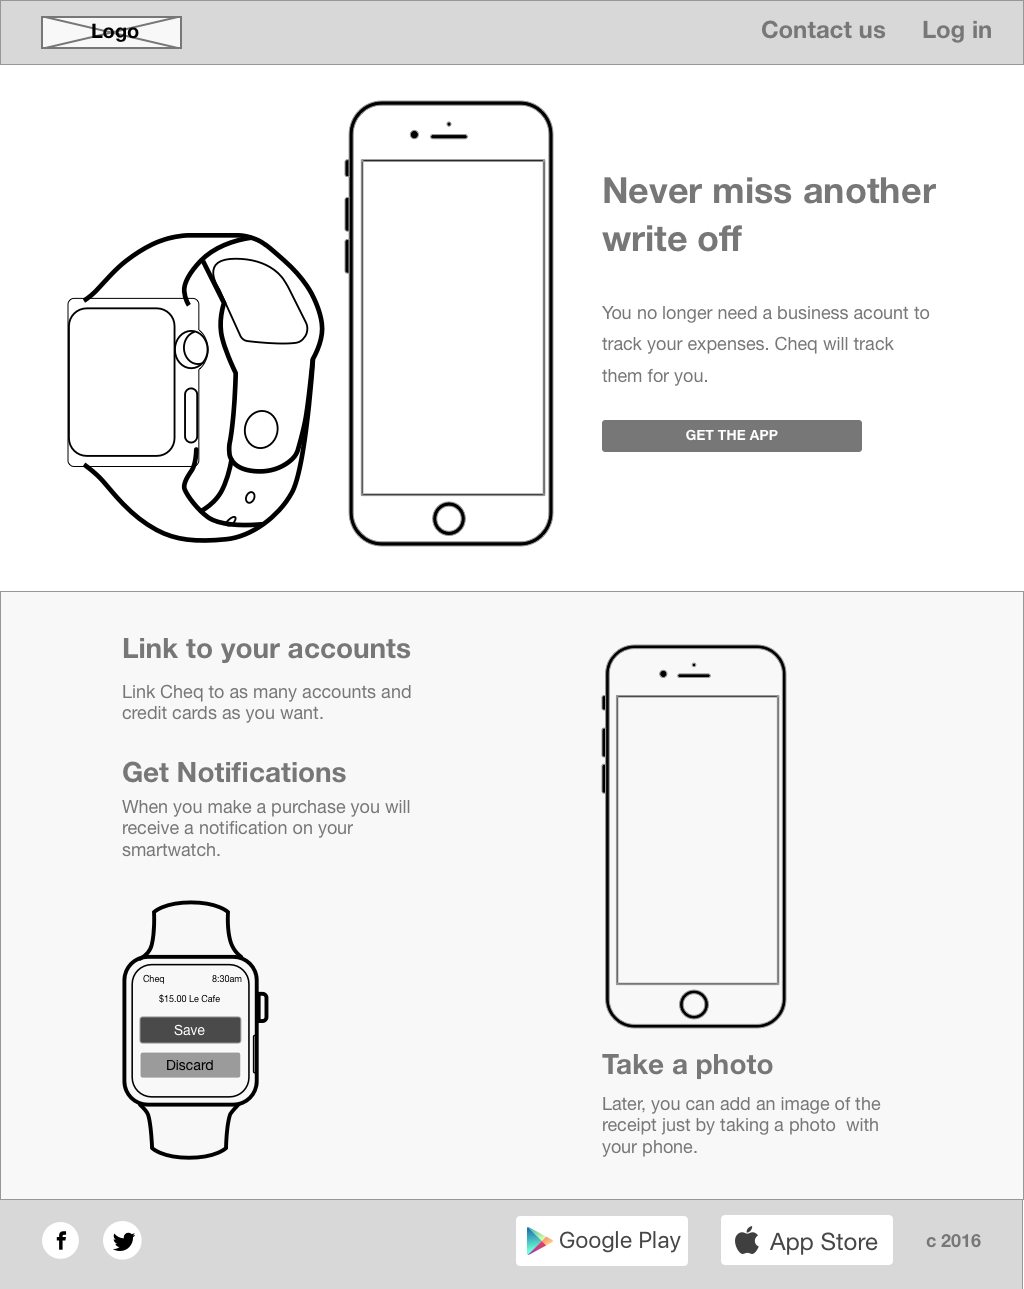 Logo
Contact us
Log in
Never miss another
write off
You no longer need a business acount to
track your expenses. Cheq will track
them for you.
GET THE APP
Link to your accounts
Link Cheq to as many accounts and
credit cards as you want.
Get Notifications
When you make a purchase you will
receive a notification on your
smartwatch.
Cheq 8:30am
$15.00 Le Cafe
Save
Discard
Take a photo
Later, you can add an image of the
receipt just by taking a photo  with
your phone.
Google Play
App Store
c 2016